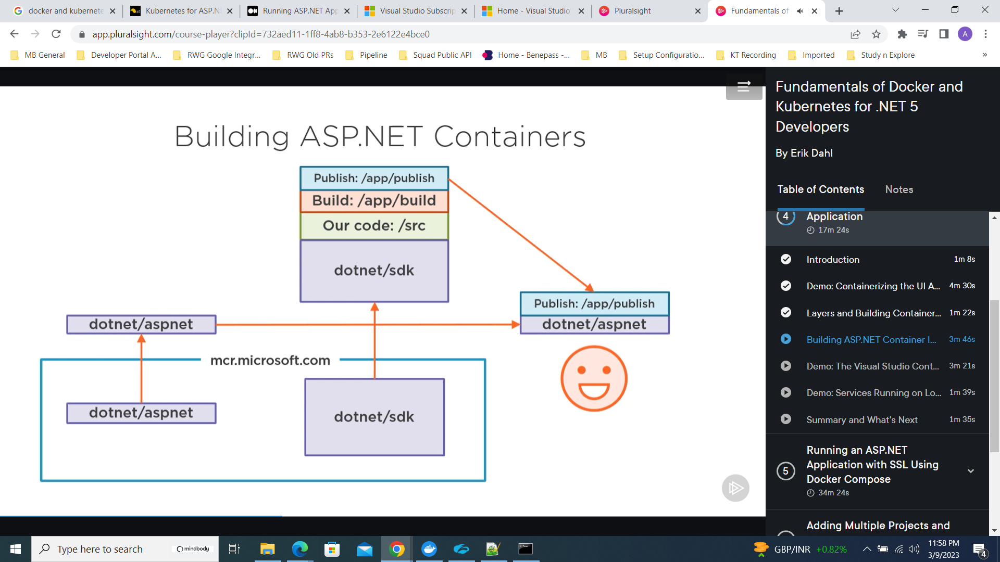 docker and kubernete
Kubernetes for ASP.N
Running ASP.NET App
Visual Studio Subscrip
Home - Visual Studio
Pluralsight
Fundamentals of
app.pluralsight.com/course-player?clipId=732aed11-1ff8-4ab8-b353-2e6122e4bce0
A
MB General
Developer Portal A...
RWG Google Integr...
RWG Old PRs
Pipeline
Squad Public API
Home - Benepass -...
MB
Setup Configuratio...
KT Recording
Imported
Study n Explore
»
Building ASP.NET Containers
Publish: /app/publish
Build: /app/build
Our code: /src
dotnet/sdk
Publish: /app/publish
dotnet/aspnet
dotnet/aspnet
mcr.microsoft.com
dotnet/aspnet
dotnet/sdk
Fundamentals of Docker and
Kubernetes for .NET 5
Developers
By Erik Dahl
Table of Contents
Notes
4
Application
17m 24s
Introduction
1m 8s
Demo: Containerizing the UI A...
4m 30s
Layers and Building Container...
1m 22s
Building ASP.NET Container I...
3m 46s
Demo: The Visual Studio Cont...
3m 21s
Demo: Services Running on Lo...
1m 39s
Summary and What's Next
1m 35s
5
Running an ASP.NET
Application with SSL Using
Docker Compose
34m 24s
Adding Multiple Projects and
Type here to search
mindbody
GBP/INR +0.82%
11:58 PM
3/9/2023
4